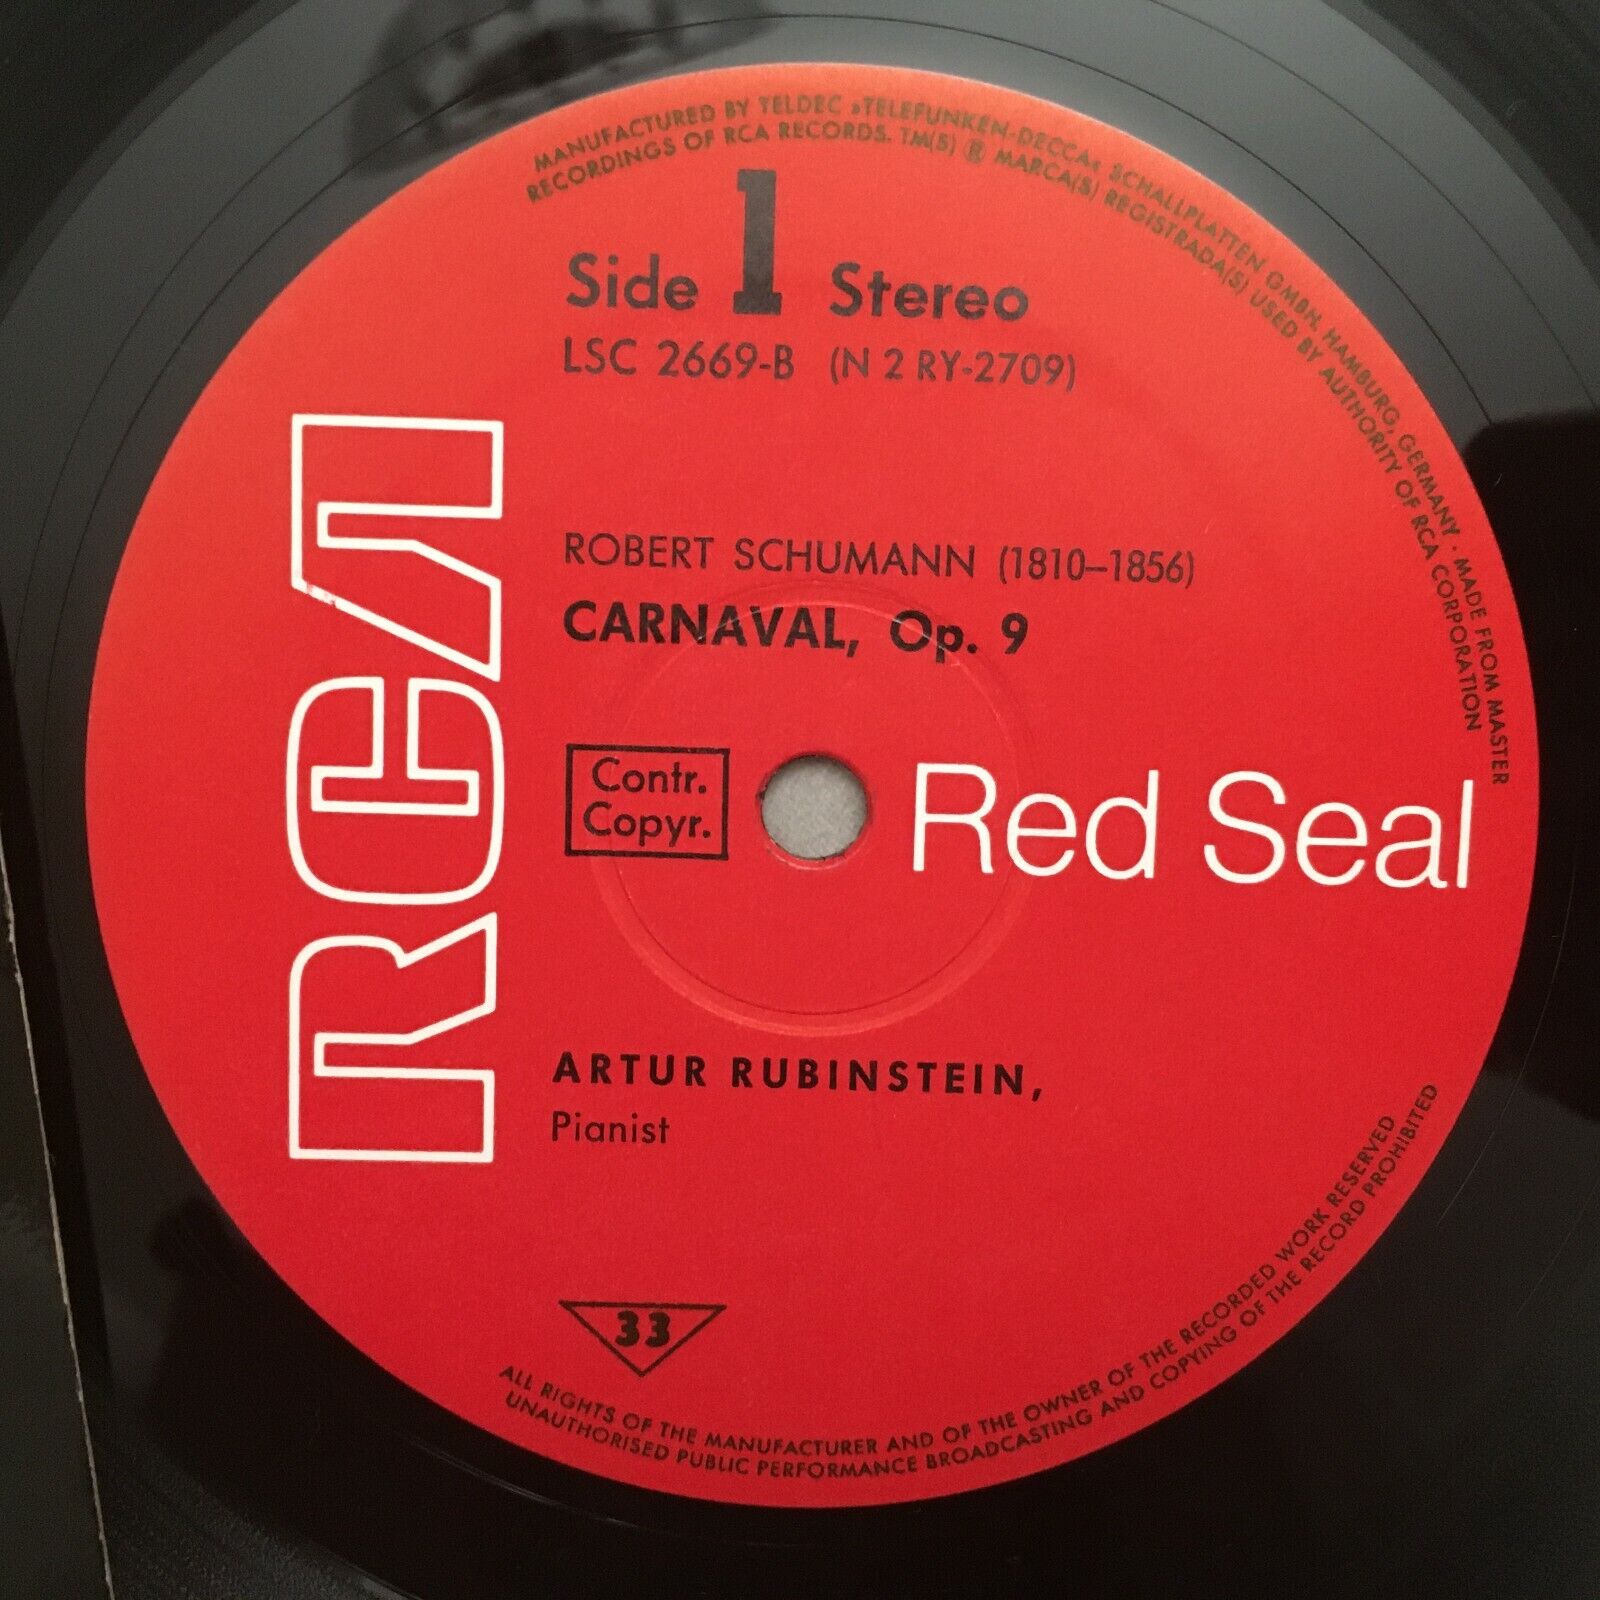 MANUFACTURED BY TELDEC »TELEFUNKEN-DECCA« SCHALLPLATTEN GMBH, HAMBURG, GERMANY · MADE FROM MASTER
RECORDINGS OF RCA RECORDS. TM(S) ® MARCA(S) REGISTRADA(S) USED BY AUTHORITY OF RCA CORPORATION
Side 1 Stereo
LSC 2669-B (N 2 RY-2709)
RCA
ROBERT SCHUMANN (1810–1856)
CARNAVAL, Op. 9
Contr.
Copyr.
Red Seal
ARTUR RUBINSTEIN,
Pianist
33
ALL RIGHTS OF THE MANUFACTURER AND OF THE OWNER OF THE RECORDED WORK RESERVED
UNAUTHORISED PUBLIC PERFORMANCE BROADCASTING AND COPYING OF THE RECORD PROHIBITED